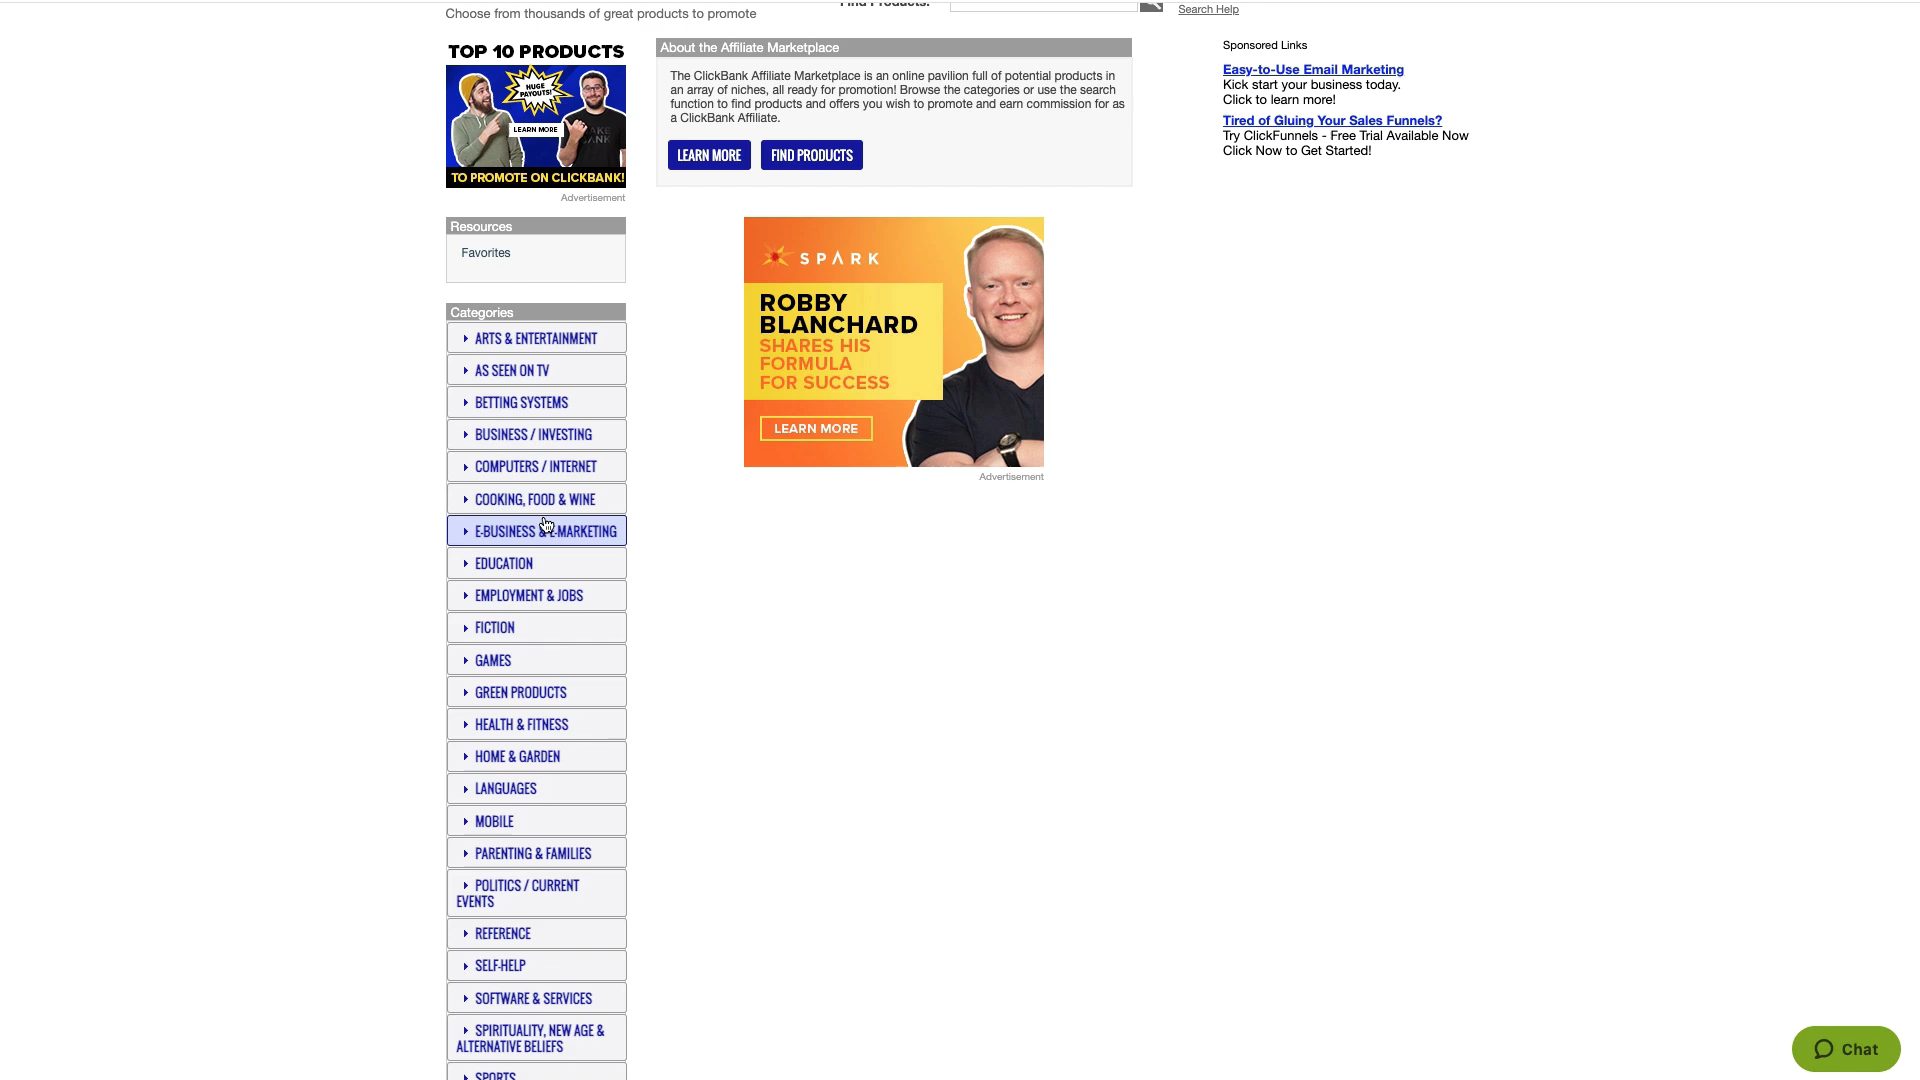 Choose from thousands of great products to promote
Find Products:
Search Help
TOP 10 PRODUCTS
HUGE
PAYOUTS!
LEARN MORE
TO PROMOTE ON CLICKBANK!
Advertisement
Resources
Favorites
Categories
ARTS & ENTERTAINMENT
AS SEEN ON TV
BETTING SYSTEMS
BUSINESS / INVESTING
COMPUTERS / INTERNET
COOKING, FOOD & WINE
E-BUSINESS & E-MARKETING
EDUCATION
EMPLOYMENT & JOBS
FICTION
GAMES
GREEN PRODUCTS
HEALTH & FITNESS
HOME & GARDEN
LANGUAGES
MOBILE
PARENTING & FAMILIES
POLITICS / CURRENT
EVENTS
REFERENCE
SELF-HELP
SOFTWARE & SERVICES
SPIRITUALITY, NEW AGE &
ALTERNATIVE BELIEFS
SPORTS
About the Affiliate Marketplace
The ClickBank Affiliate Marketplace is an online pavilion full of potential products in
an array of niches, all ready for promotion! Browse the categories or use the search
function to find products and offers you wish to promote and earn commission for as
a ClickBank Affiliate.
LEARN MORE
FIND PRODUCTS
SPARK
ROBBY
BLANCHARD
SHARES HIS
FORMULA
FOR SUCCESS
LEARN MORE
Advertisement
Sponsored Links
Easy-to-Use Email Marketing
Kick start your business today.
Click to learn more!
Tired of Gluing Your Sales Funnels?
Try ClickFunnels - Free Trial Available Now
Click Now to Get Started!
Chat